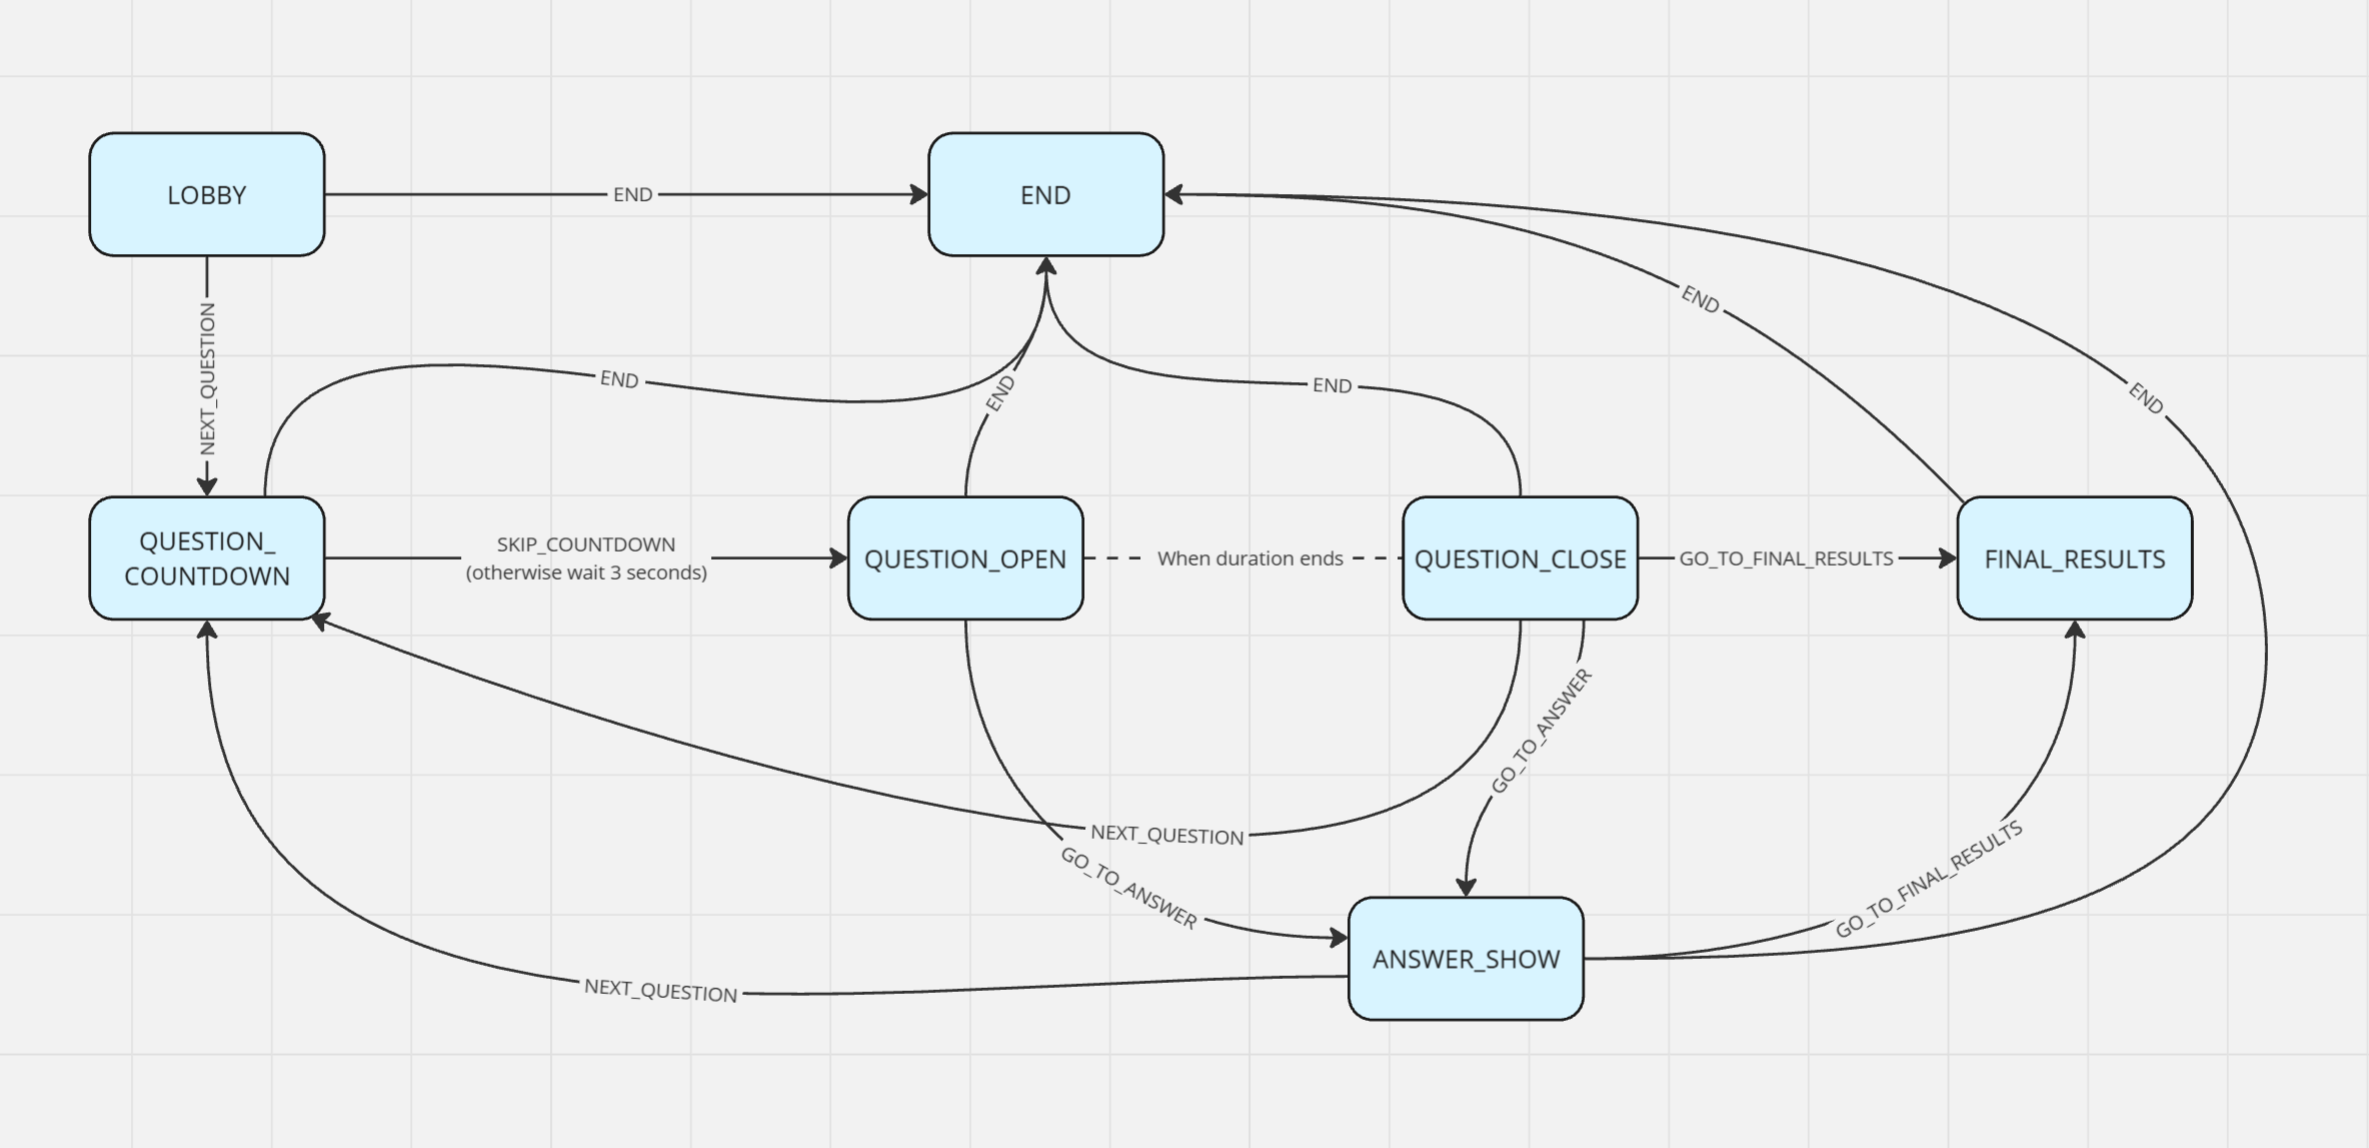 LOBBY
END
END
NEXT_QUESTION
END
END
END
END
END
QUESTION_
COUNTDOWN
SKIP_COUNTDOWN
(otherwise wait 3 seconds)
QUESTION_OPEN
When duration ends
QUESTION_CLOSE
GO_TO_FINAL_RESULTS
FINAL_RESULTS
GO_TO_ANSWER
NEXT_QUESTION
GO_TO_ANSWER
GO_TO_FINAL_RESULTS
ANSWER_SHOW
NEXT_QUESTION